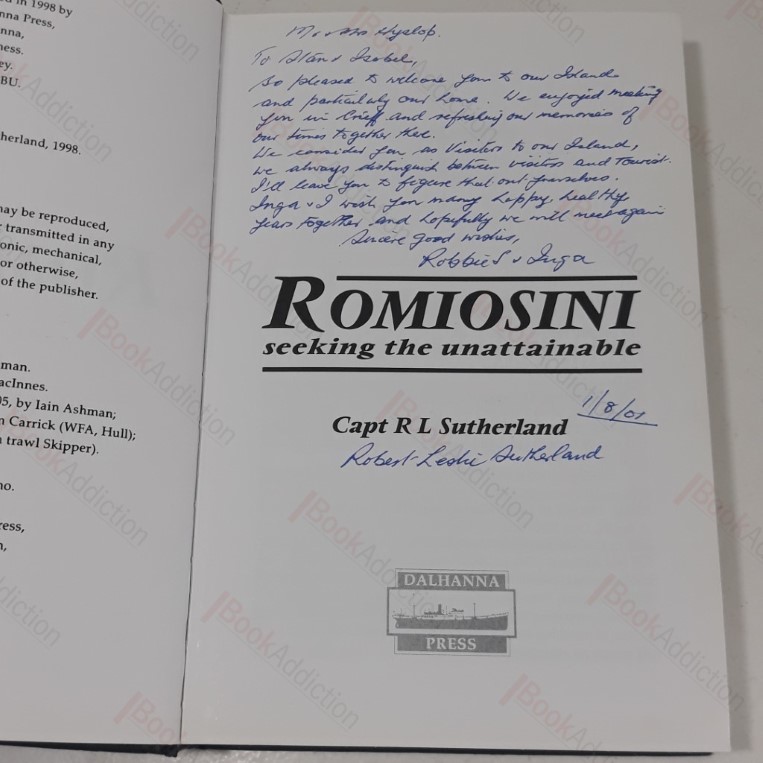 in 1998 by
nna Press,
nna,
ness.
ey.
BU.
herland, 1998.
may be reproduced,
transmitted in any
onic, mechanical,
or otherwise,
of the publisher.
man.
acInnes.
05, by Iain Ashman;
n Carrick (WFA, Hull);
trawl Skipper).
no.
ress,
n,
Mr & Mrs Hyslop.
To Stan & Isobel,
So pleased to welcome you to our Island
and particularly our home. We enjoyed meeting
you in Crieff and refreshing our memories of
our times together there.
We consider you as Visitors to our Island,
we always distinguish between visitors and Tourist.
I'll leave you to figure that out yourselves.
Inga & I wish you many happy, healthy
years together and hopefully we will meet again
Sincere good wishes,
Robbie & Inga
ROMIOSINI
seeking the unattainable
Capt R L Sutherland
1/8/01
Robert Leslie Sutherland
DALHANNA
PRESS
BookAddiction